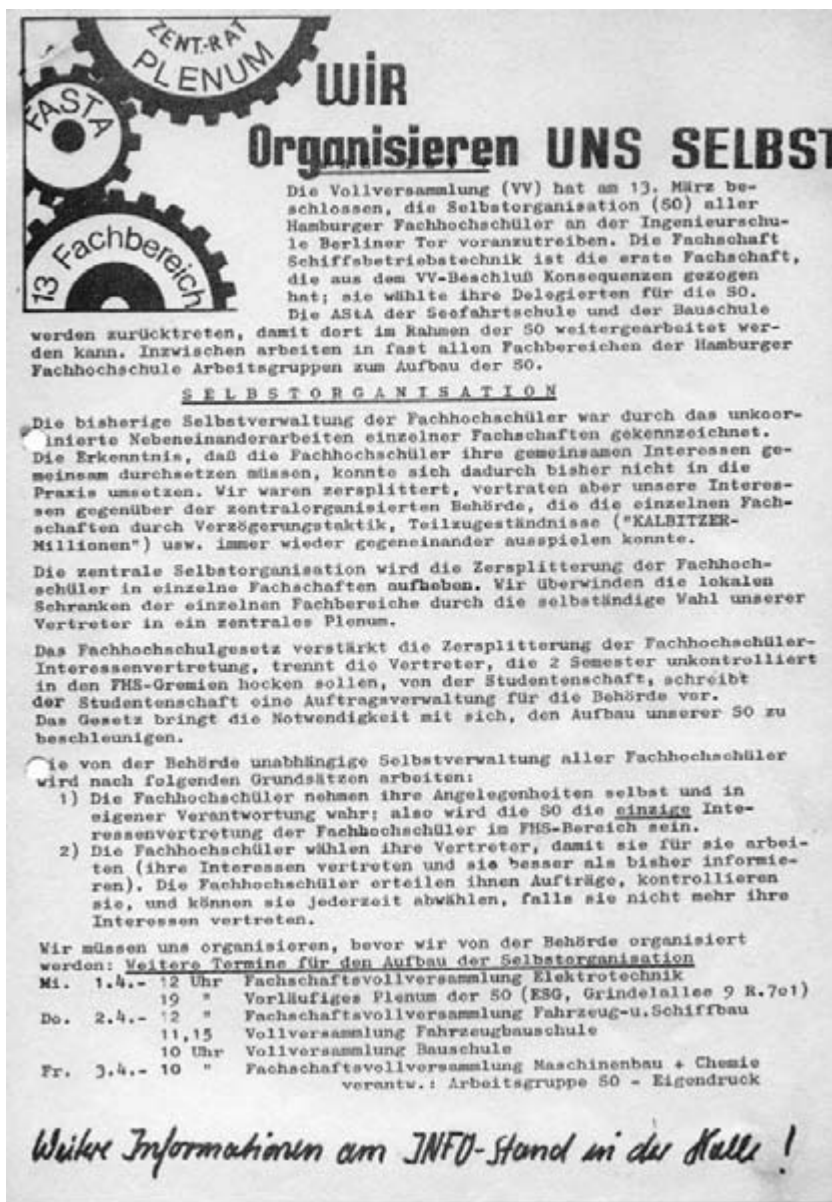 ZENT.-RAT
PLENUM
FASTA
13 Fachbereich
WIR
Organisieren UNS SELBST
Die Vollversammlung (VV) hat am 13. März be-
schlossen, die Selbstorganisation (SO) aller
Hamburger Fachhochschüler an der Ingenieurschu-
le Berliner Tor voranzutreiben. Die Fachschaft
Schiffsbetriebstechnik ist die erste Fachschaft,
die aus dem VV-Beschluß Konsequenzen gezogen
hat; sie wählte ihre Delegierten für die SO.
Die AStA der Seefahrtschule und der Bauschule
werden zurücktreten, damit dort im Rahmen der SO weitergearbeitet wer-
den kann. Inzwischen arbeiten in fast allen Fachbereichen der Hamburger
Fachhochschule Arbeitsgruppen zum Aufbau der SO.
SELBSTORGANISATION
Die bisherige Selbstverwaltung der Fachhochschüler war durch das unkoor-
inierte Nebeneinanderarbeiten einzelner Fachschaften gekennzeichnet.
Die Erkenntnis, daß die Fachhochschüler ihre gemeinsamen Interessen ge-
meinsam durchsetzen müssen, konnte sich dadurch bisher nicht in die
Praxis umsetzen. Wir waren zersplittert, vertraten aber unsere Interes-
sen gegenüber der zentralorganisierten Behörde, die die einzelnen Fach-
schaften durch Verzögerungstaktik, Teilzugeständnisse ("KALBITZER-
Millionen") usw. immer wieder gegeneinander ausspielen konnte.
Die zentrale Selbstorganisation wird die Zersplitterung der Fachhoch-
schüler in einzelne Fachschaften aufheben. Wir überwinden die lokalen
Schranken der einzelnen Fachbereiche durch die selbständige Wahl unserer
Vertreter in ein zentrales Plenum.
Das Fachhochschulgesetz verstärkt die Zersplitterung der Fachhochschüler-
Interessenvertretung, trennt die Vertreter, die 2 Semester unkontrolliert
in den FHS-Gremien hocken sollen, von der Studentenschaft, schreibt
der Studentenschaft eine Auftragsverwaltung für die Behörde vor.
Das Gesetz bringt die Notwendigkeit mit sich, den Aufbau unserer SO zu
beschleunigen.
ie von der Behörde unabhängige Selbstverwaltung aller Fachhochschüler
wird nach folgenden Grundsätzen arbeiten:
1) Die Fachhochschüler nehmen ihre Angelegenheiten selbst und in
eigener Verantwortung wahr; also wird die SO die einzige Inte-
ressenvertretung der Fachhochschüler im FHS-Bereich sein.
2) Die Fachhochschüler wählen ihre Vertreter, damit sie für sie arbei-
ten (ihre Interessen vertreten und sie besser als bisher informie-
ren). Die Fachhochschüler erteilen ihnen Aufträge, kontrollieren
sie, und können sie jederzeit abwählen, falls sie nicht mehr ihre
Interessen vertreten.
Wir müssen uns organisieren, bevor wir von der Behörde organisiert
werden: Weitere Termine für den Aufbau der Selbstorganisation
Mi. 1.4.- 12 Uhr Fachschaftsvollversammlung Elektrotechnik
19 " Vorläufiges Plenum der SO (ESG, Grindelallee 9 R.7o1)
Do. 2.4.- 12 " Fachschaftsvollversammlung Fahrzeug-u.Schiffbau
11,15 Vollversammlung Fahrzeugbauschule
10 Uhr Vollversammlung Bauschule
Fr. 3.4.- 10 " Fachschaftsvollversammlung Maschinenbau + Chemie
verantw.: Arbeitsgruppe SO - Eigendruck
Weitere Informationen am INFO-Stand in der Halle !